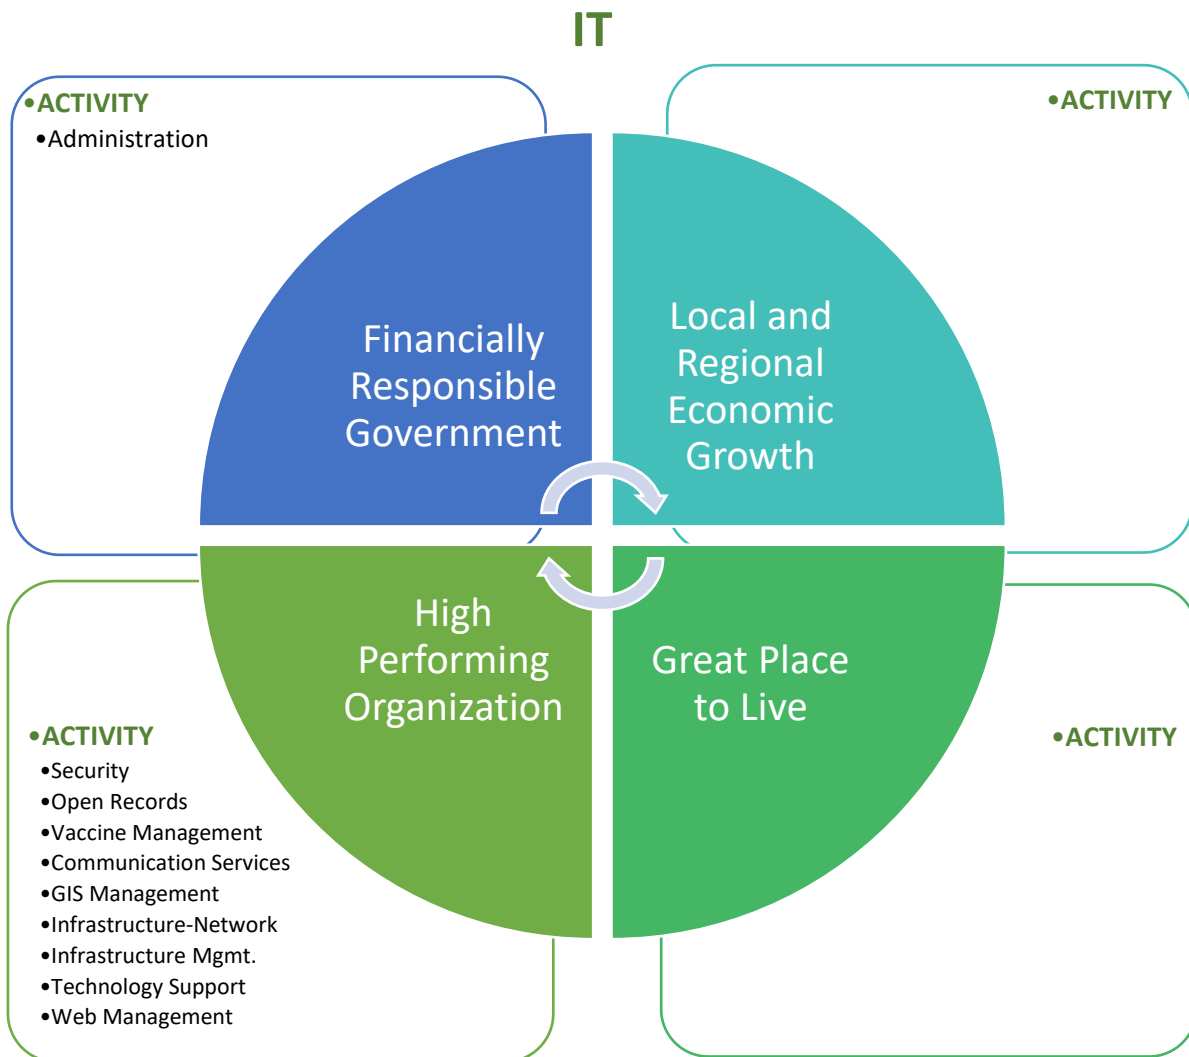 IT
•ACTIVITY
•Administration
•ACTIVITY
Financially
Responsible
Government
Local and
Regional
Economic
Growth
High
Performing
Organization
Great Place
to Live
•ACTIVITY
•Security
•Open Records
•Vaccine Management
•Communication Services
•GIS Management
•Infrastructure-Network
•Infrastructure Mgmt.
•Technology Support
•Web Management
•ACTIVITY